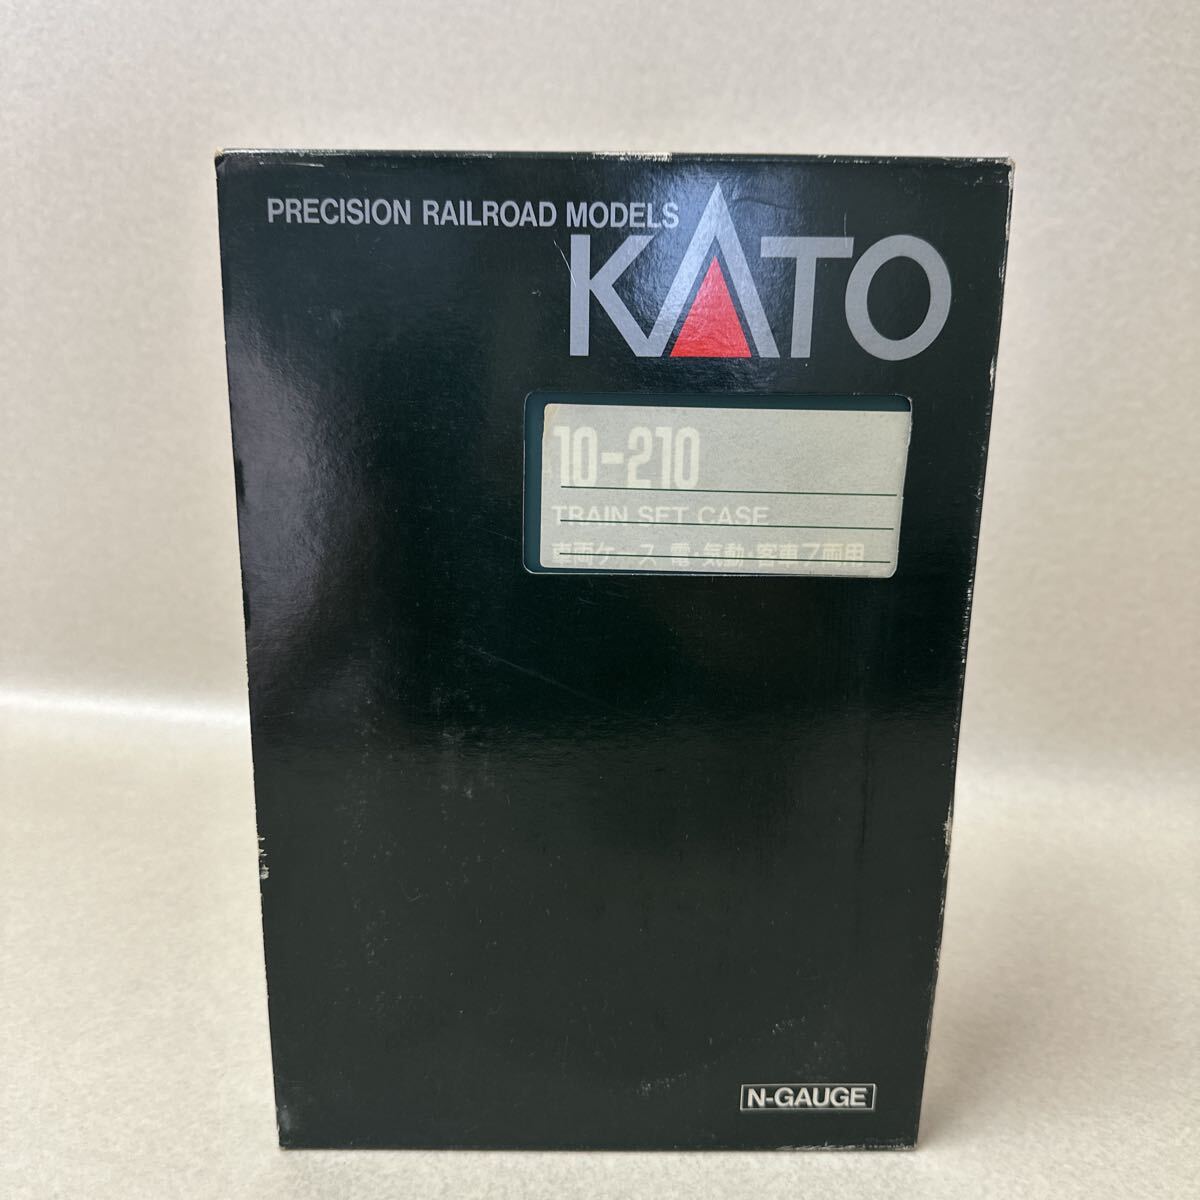 PRECISION RAILROAD MODELS
KATO
10-210
TRAIN SET CASE
車両ケース 電・気動・客車7両用
N-GAUGE